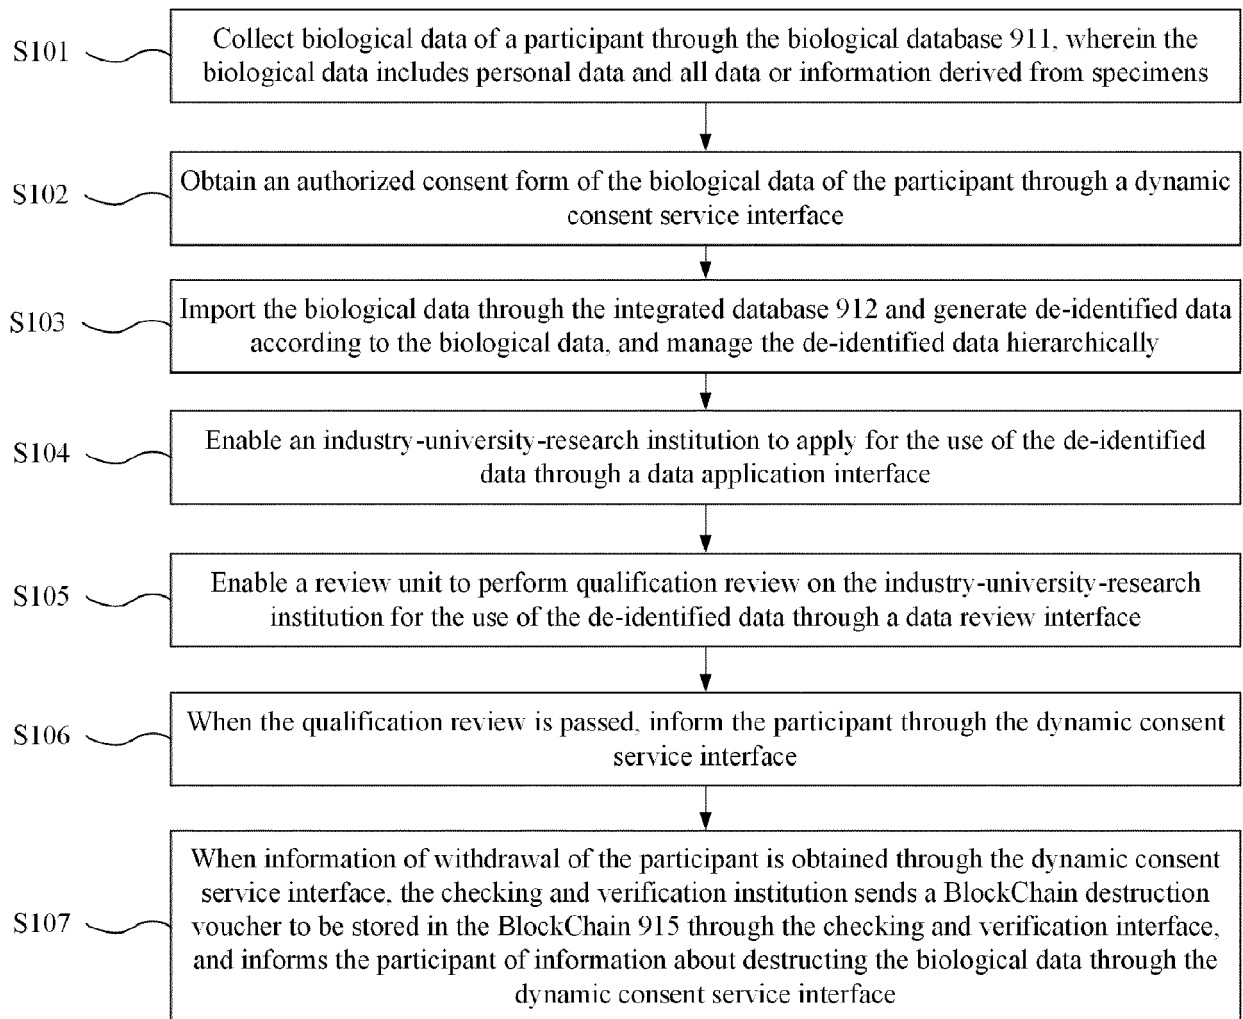 S101
Collect biological data of a participant through the biological database 911, wherein the
biological data includes personal data and all data or information derived from specimens
S102
Obtain an authorized consent form of the biological data of the participant through a dynamic
consent service interface
S103
Import the biological data through the integrated database 912 and generate de-identified data
according to the biological data, and manage the de-identified data hierarchically
S104
Enable an industry-university-research institution to apply for the use of the de-identified
data through a data application interface
S105
Enable a review unit to perform qualification review on the industry-university-research
institution for the use of the de-identified data through a data review interface
S106
When the qualification review is passed, inform the participant through the dynamic consent
service interface
S107
When information of withdrawal of the participant is obtained through the dynamic consent
service interface, the checking and verification institution sends a BlockChain destruction
voucher to be stored in the BlockChain 915 through the checking and verification interface,
and informs the participant of information about destructing the biological data through the
dynamic consent service interface